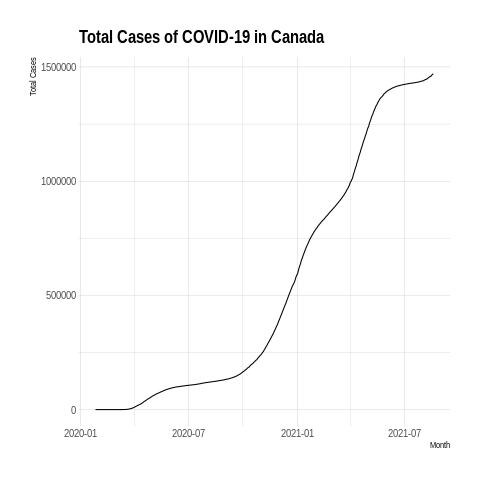 Total Cases of COVID-19 in Canada
Total Cases
1500000
1000000
500000
0
2020-01
2020-07
2021-01
2021-07
Month